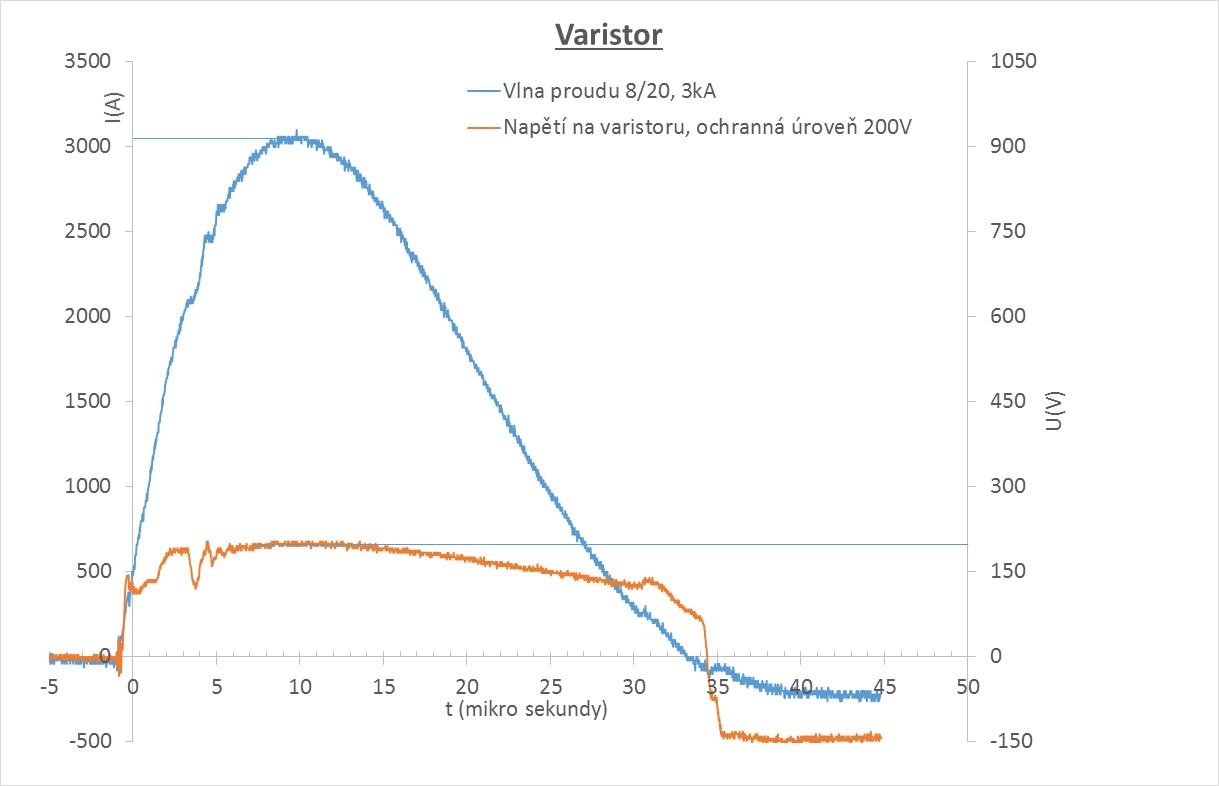 Varistor
Vlna proudu 8/20, 3kA
Napětí na varistoru, ochranná úroveň 200V
I(A)
3500
3000
2500
2000
1500
1000
500
0
-500
1050
900
750
600
450
300
150
0
-150
U(V)
-5 0 5 10 15 20 25 30 35 40 45 50
t (mikro sekundy)